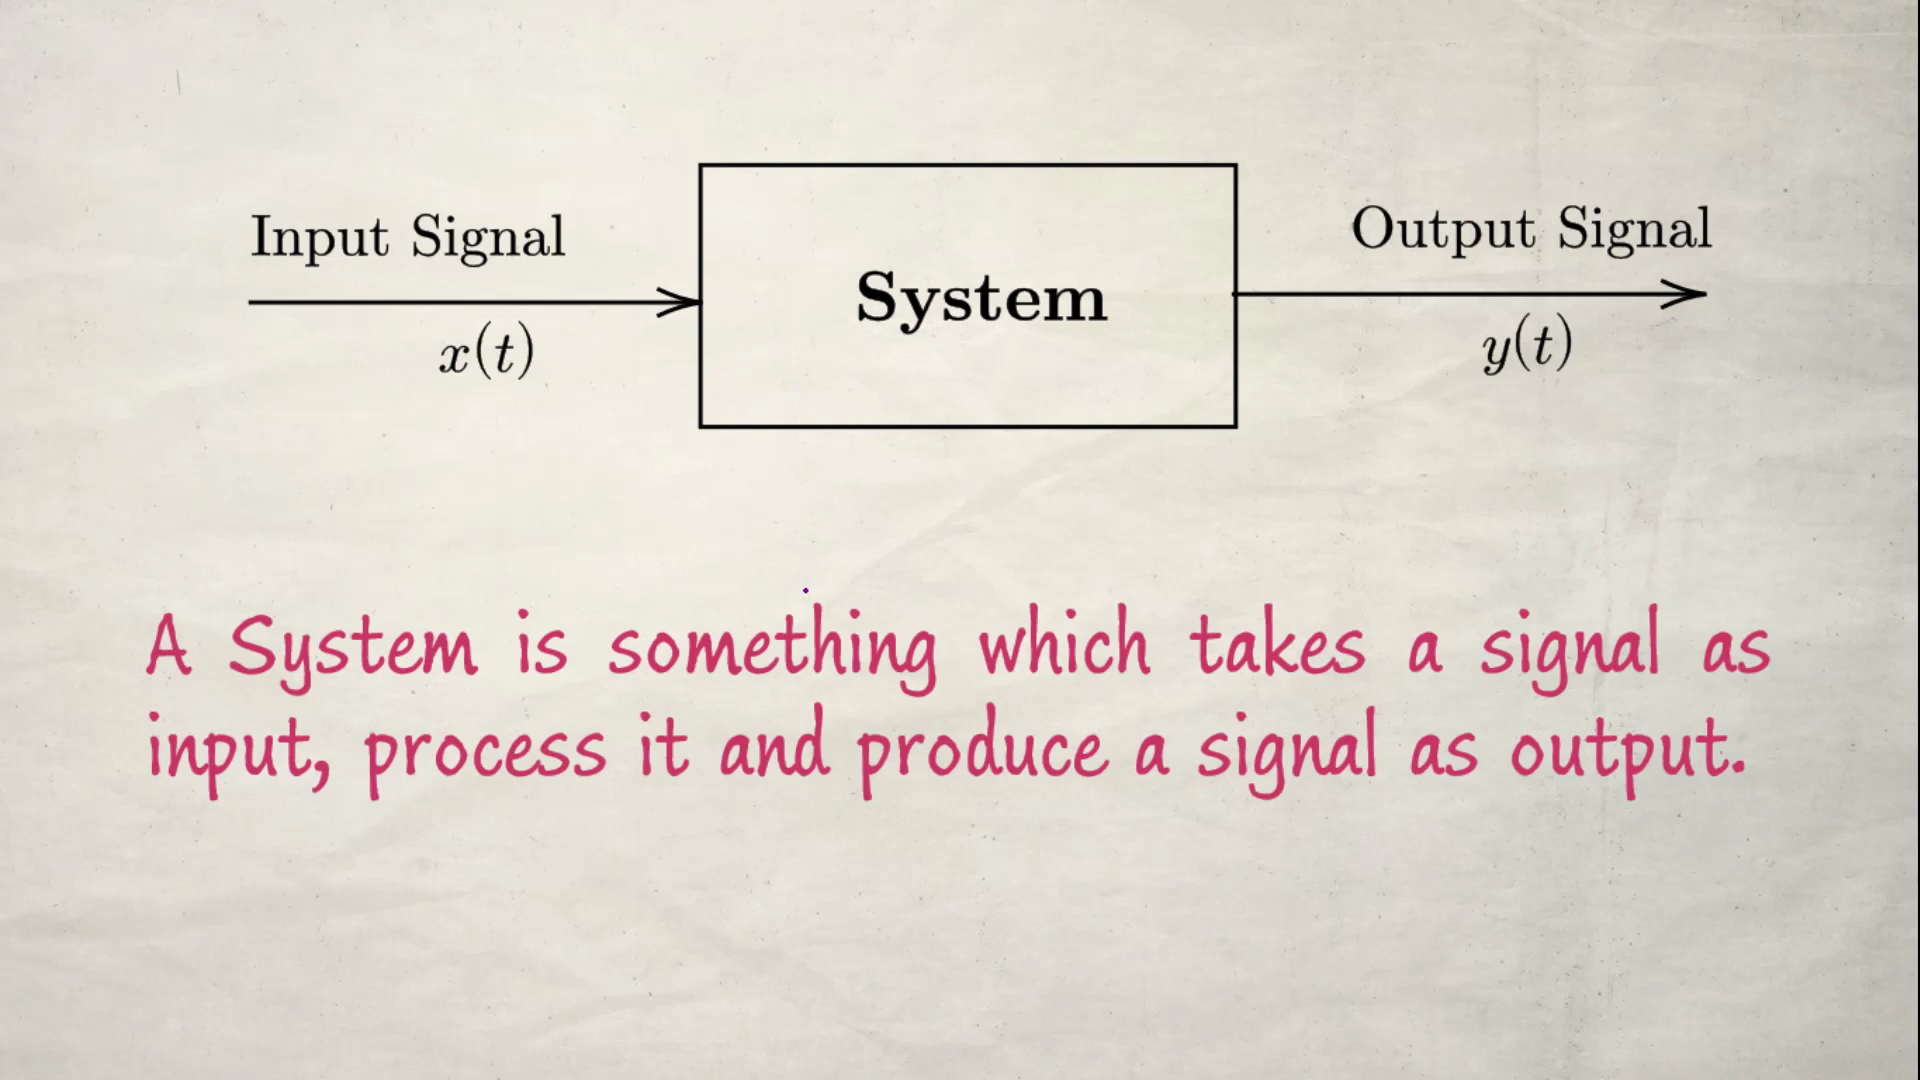 Input Signal
x(t)
System
Output Signal
y(t)
A System is something which takes a signal as
input, process it and produce a signal as output.